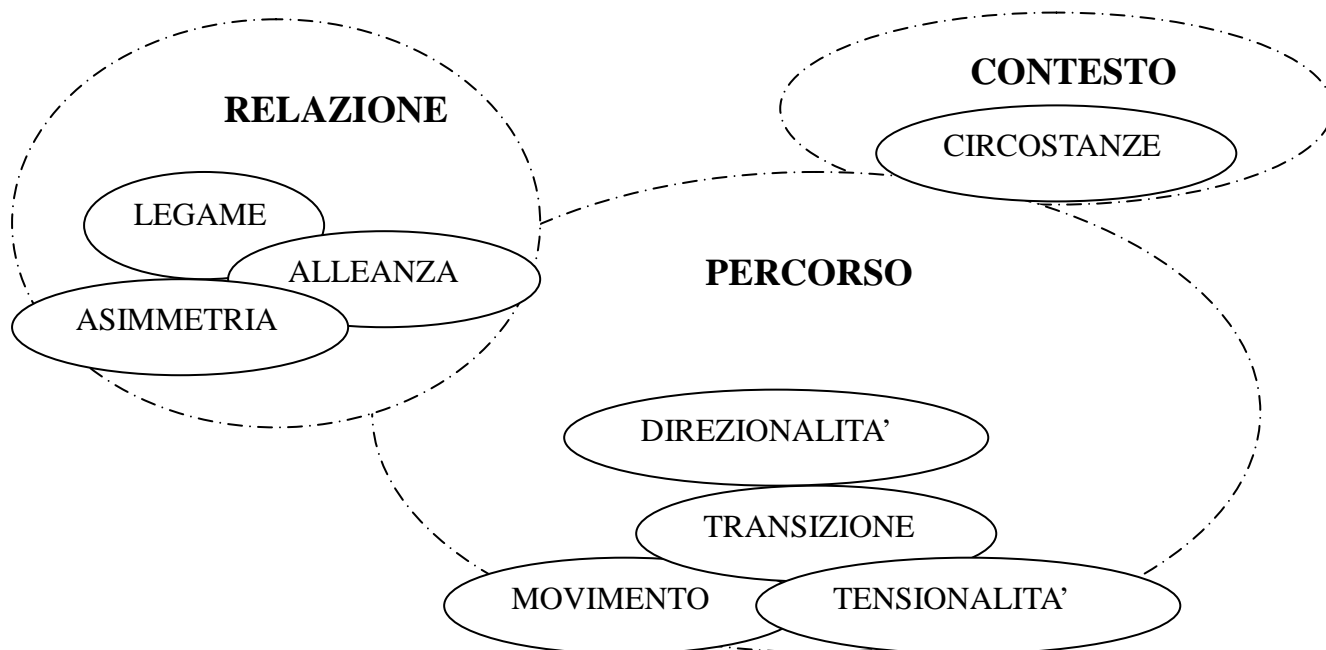 CONTESTO
RELAZIONE
CIRCOSTANZE
LEGAME
ALLEANZA
PERCORSO
ASIMMETRIA
DIREZIONALITA’
TRANSIZIONE
MOVIMENTO
TENSIONALITA’